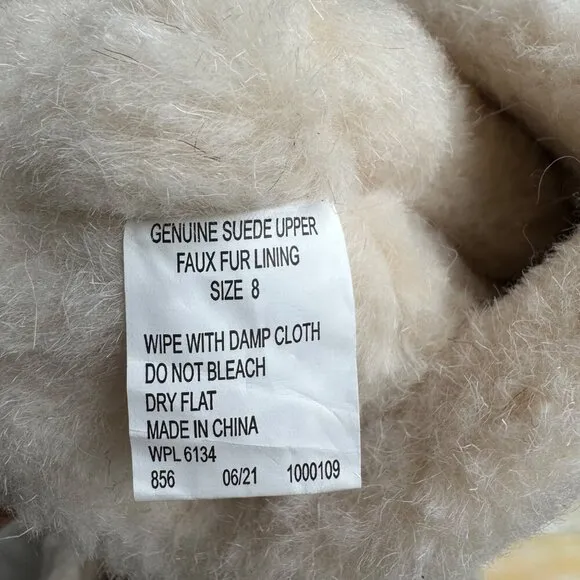 GENUINE SUEDE UPPER
FAUX FUR LINING
SIZE 8
WIPE WITH DAMP CLOTH
DO NOT BLEACH
DRY FLAT
MADE IN CHINA
WPL 6134
856 06/21 1000109